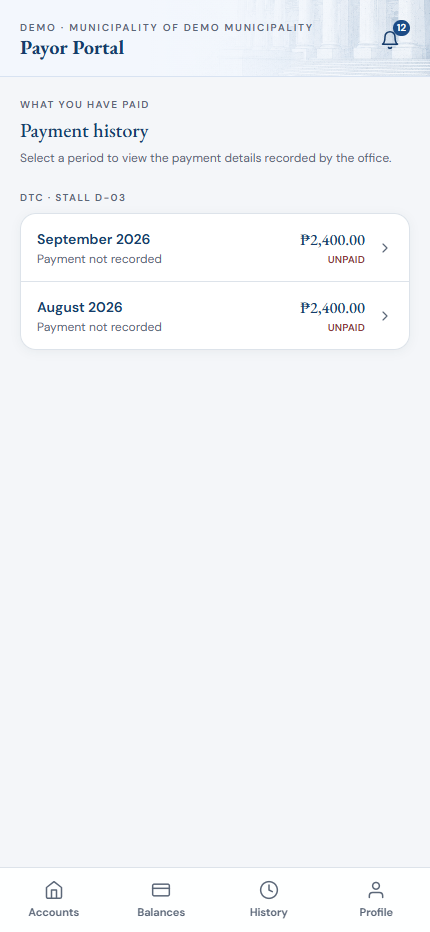 DEMO · MUNICIPALITY OF DEMO MUNICIPALITY
Payor Portal
12
WHAT YOU HAVE PAID
Payment history
Select a period to view the payment details recorded by the office.
DTC · STALL D-03
September 2026
₱2,400.00
Payment not recorded
UNPAID
August 2026
₱2,400.00
Payment not recorded
UNPAID
Accounts
Balances
History
Profile